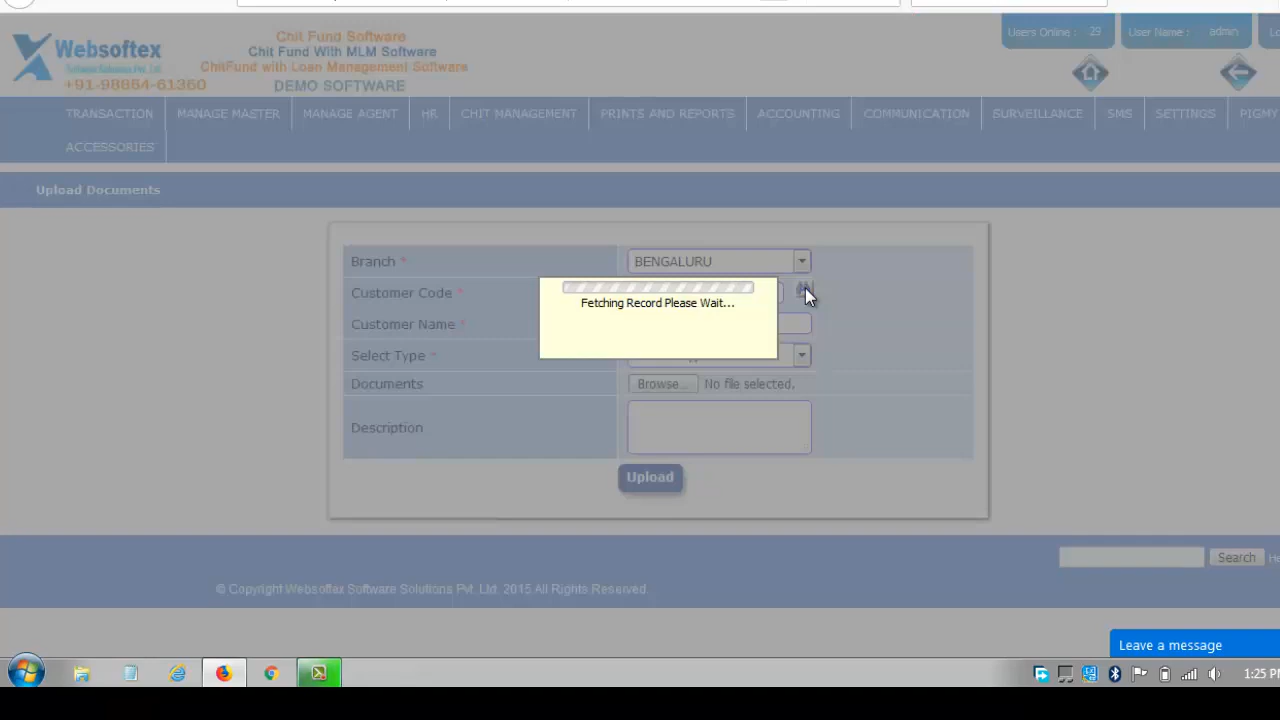 Websoftex
Chit Fund Software
Chit Fund With MLM Software
ChitFund with Loan Management Software
+91-98864-61360
DEMO SOFTWARE
Users Online : 29
User Name : admin
TRANSACTION
MANAGE MASTER
MANAGE AGENT
HR
CHIT MANAGEMENT
PRINTS AND REPORTS
ACCOUNTING
COMMUNICATION
SURVEILLANCE
SMS
SETTINGS
PIGMY
ACCESSORIES
Upload Documents
Branch *
BENGALURU
Customer Code *
Fetching Record Please Wait...
Customer Name *
Select Type *
Documents
Browse... No file selected.
Description
Upload
Search
© Copyright Websoftex Software Solutions Pvt. Ltd. 2015 All Rights Reserved.
Leave a message
1:25 PM